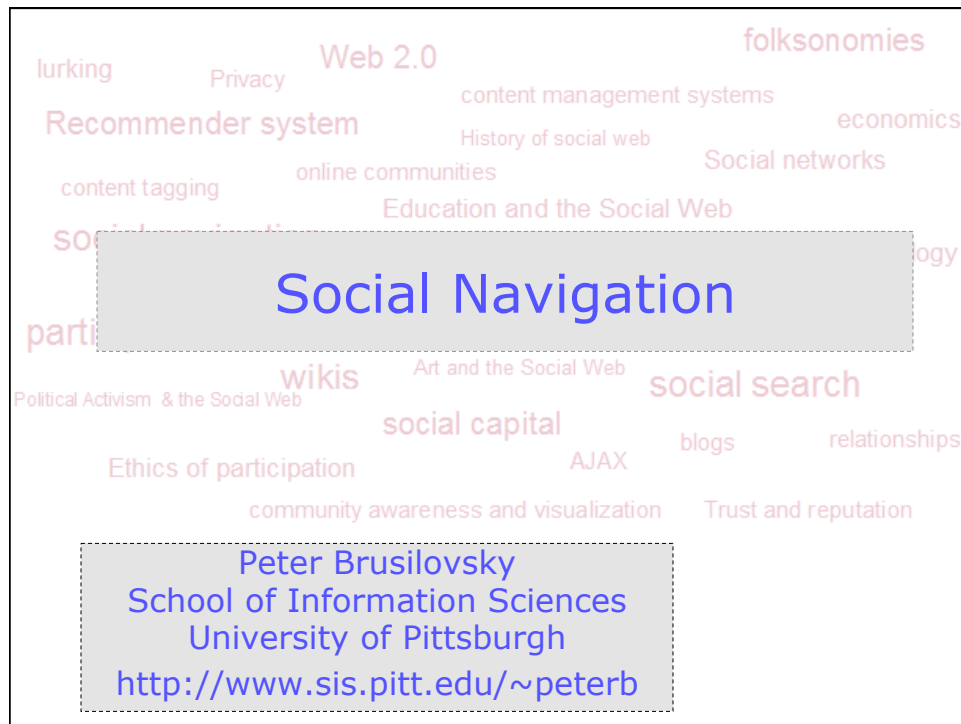 folksonomies
Web 2.0
lurking
Privacy
content management systems
Recommender system
economics
History of social web
Social networks
online communities
content tagging
Education and the Social Web
Social Navigation
wikis
Art and the Social Web
social search
Political Activism & the Social Web
social capital
blogs
relationships
Ethics of participation
AJAX
community awareness and visualization
Trust and reputation
Peter Brusilovsky
School of Information Sciences
University of Pittsburgh
http://www.sis.pitt.edu/~peterb